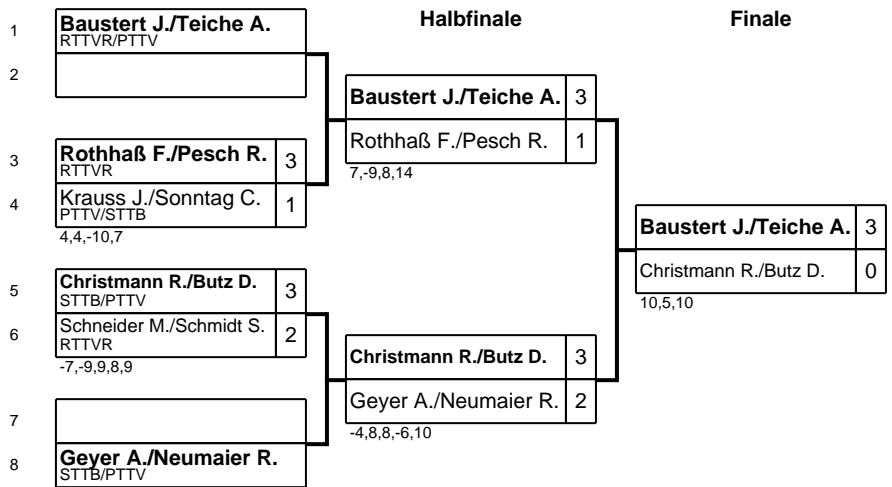 Halbfinale
Finale
1
Baustert J./Teiche A.
RTTVR/PTTV
2
3
Rothhaß F./Pesch R. 3
RTTVR
4
Krauss J./Sonntag C. 1
PTTV/STTB
4,4,-10,7
5
Christmann R./Butz D. 3
STTB/PTTV
6
Schneider M./Schmidt S. 2
RTTVR
-7,-9,9,8,9
7
8
Geyer A./Neumaier R.
STTB/PTTV
Baustert J./Teiche A. 3
Rothhaß F./Pesch R. 1
7,-9,8,14
Christmann R./Butz D. 3
Geyer A./Neumaier R. 2
-4,8,8,-6,10
Baustert J./Teiche A. 3
Christmann R./Butz D. 0
10,5,10